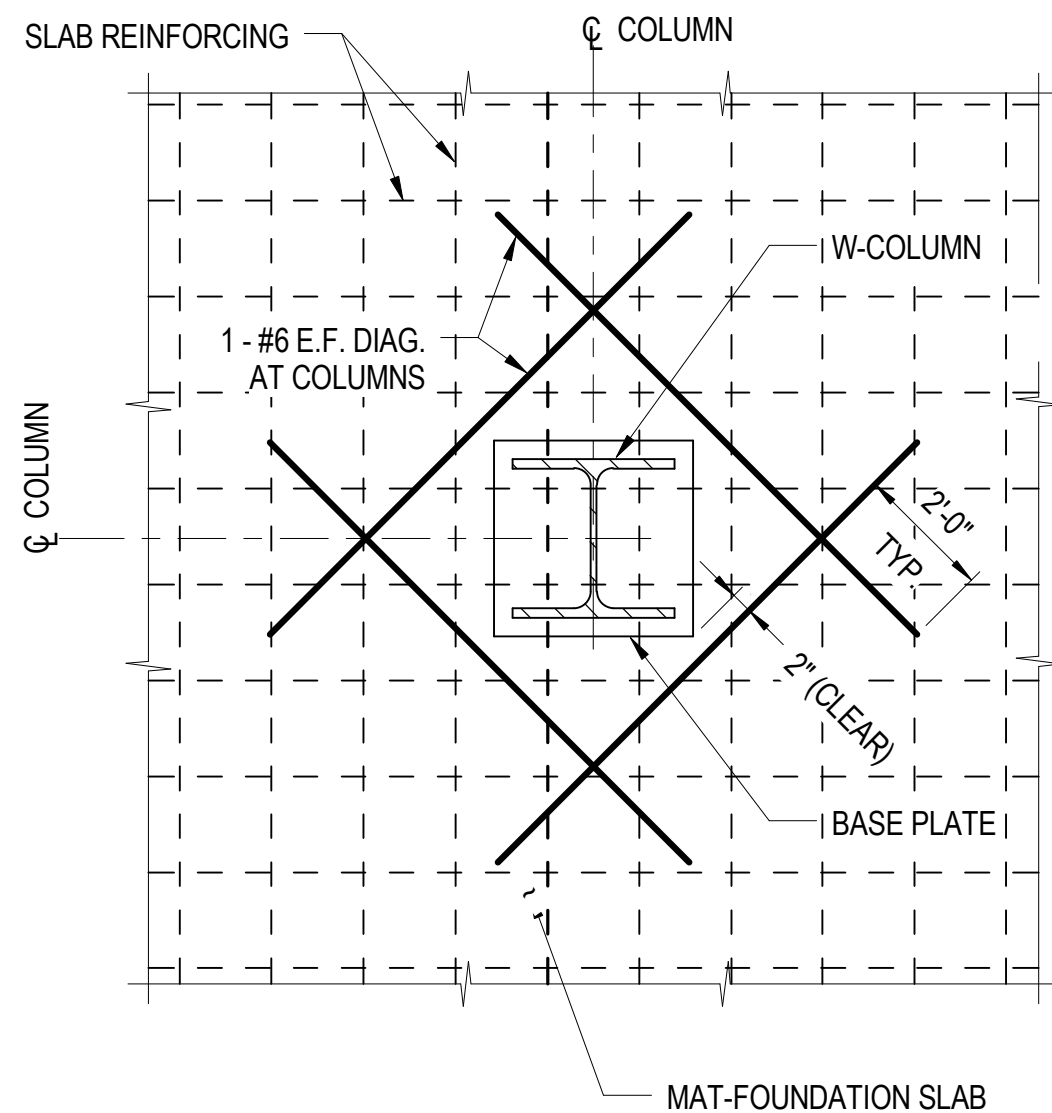 SLAB REINFORCING
℄ COLUMN
W-COLUMN
1 - #6 E.F. DIAG.
AT COLUMNS
℄ COLUMN
2'-0"
TYP.
2" (CLEAR)
BASE PLATE
MAT-FOUNDATION SLAB